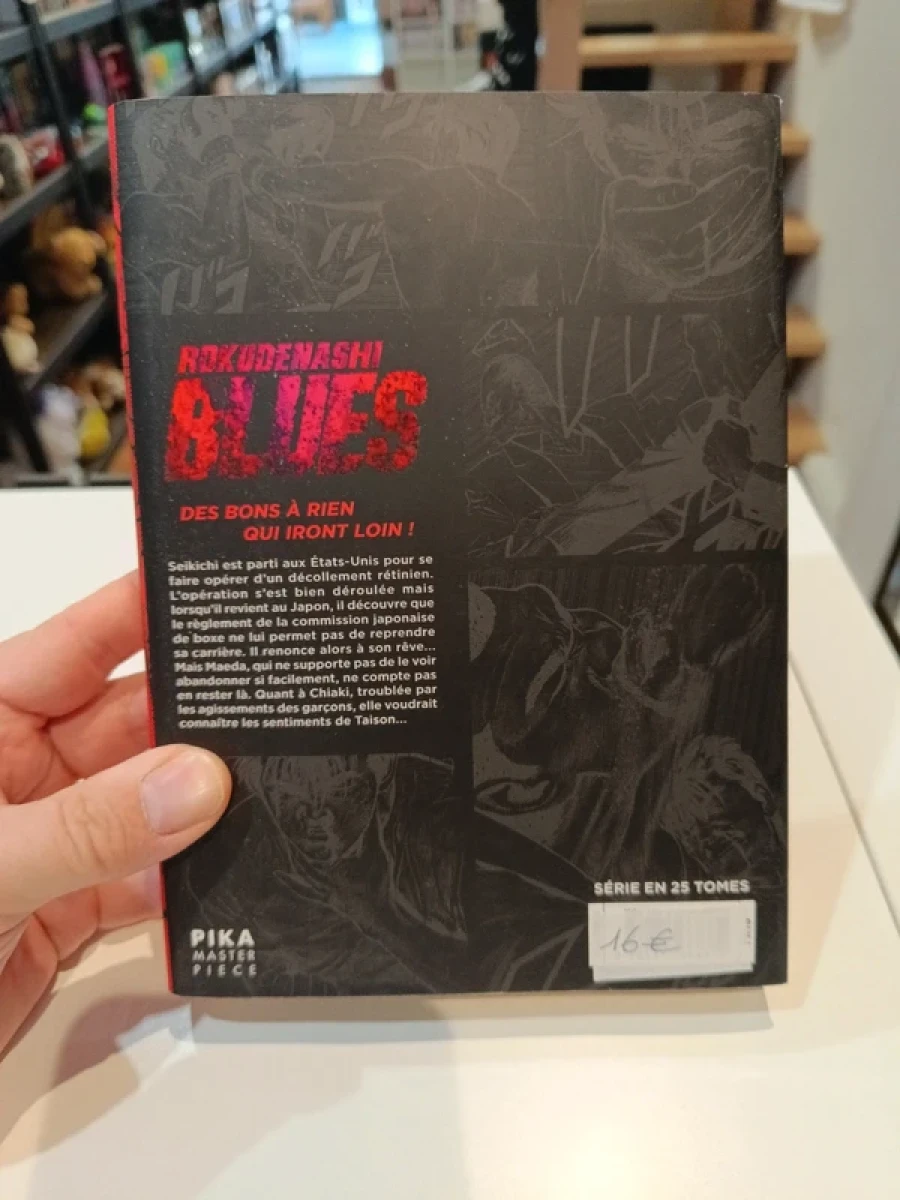 ROKUDENASHI
BLUES
DES BONS À RIEN
QUI IRONT LOIN !
Seikichi est parti aux États-Unis pour se
faire opérer d'un décollement rétinien.
L'opération s'est bien déroulée mais
lorsqu'il revient au Japon, il découvre que
le règlement de la commission japonaise
de boxe ne lui permet pas de reprendre
sa carrière. Il renonce alors à son rêve...
Mais Maeda, qui ne supporte pas de le voir
abandonner si facilement, ne compte pas
en rester là. Quant à Chiaki, troublée par
les agissements des garçons, elle voudrait
connaître les sentiments de Taison...
SÉRIE EN 25 TOMES
16 €
PIKA
MASTER
PIECE